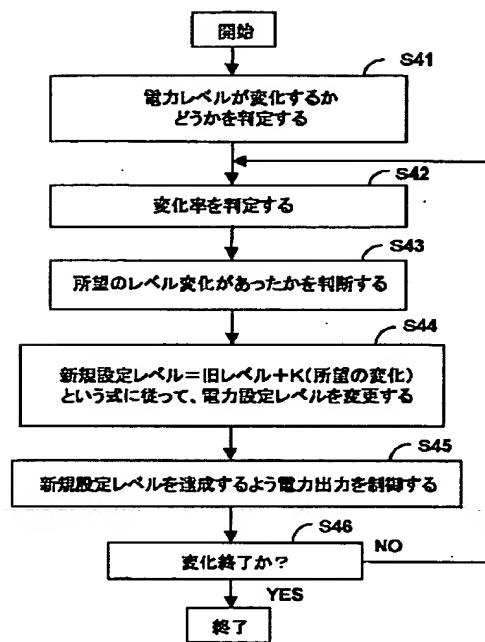 開始
S41
電力レベルが変化するか
どうかを判定する
S42
変化率を判定する
S43
所望のレベル変化があったかを判断する
S44
新規設定レベル＝旧レベル＋K（所望の変化）
という式に従って、電力設定レベルを変更する
S45
新規設定レベルを達成するよう電力出力を制御する
S46
変化終了か？
NO
YES
終了